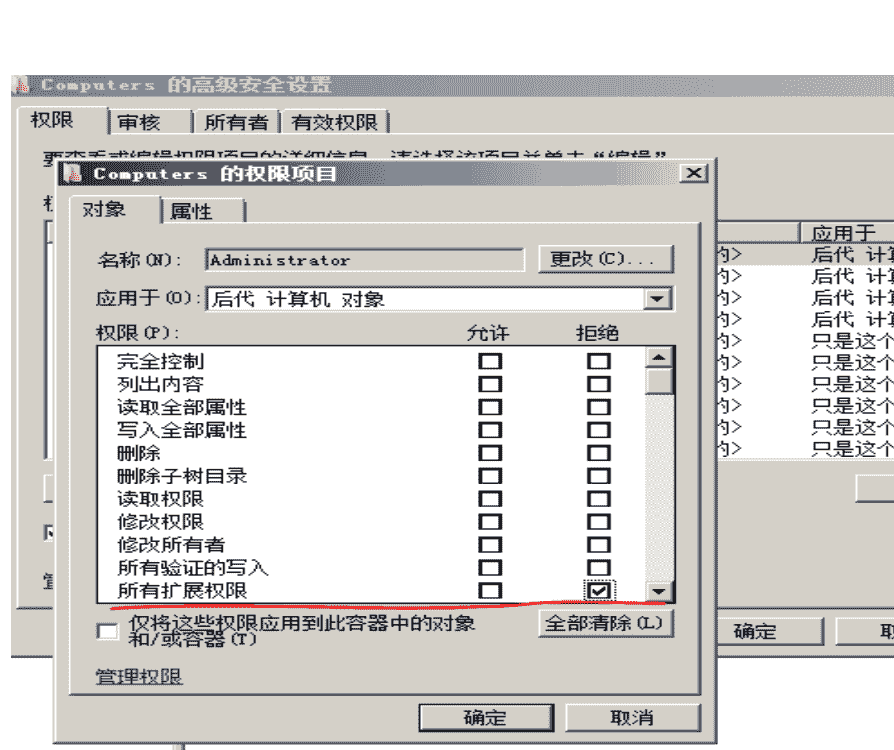 Computers 的高级安全设置
权限 审核 所有者 有效权限
Computers 的权限项目
对象 属性
名称(N): Administrator 更改(C)...
应用于(O): 后代 计算机 对象
权限(P): 允许 拒绝
完全控制
列出内容
读取全部属性
写入全部属性
删除
删除子树目录
读取权限
修改权限
修改所有者
所有验证的写入
所有扩展权限
仅将这些权限应用到此容器中的对象
和/或容器(T)
全部清除(L)
管理权限
确定 取消
应用于
后代 计
后代 计
后代 计
后代 计
只是这个
只是这个
只是这个
只是这个
只是这个
只是这个
确定